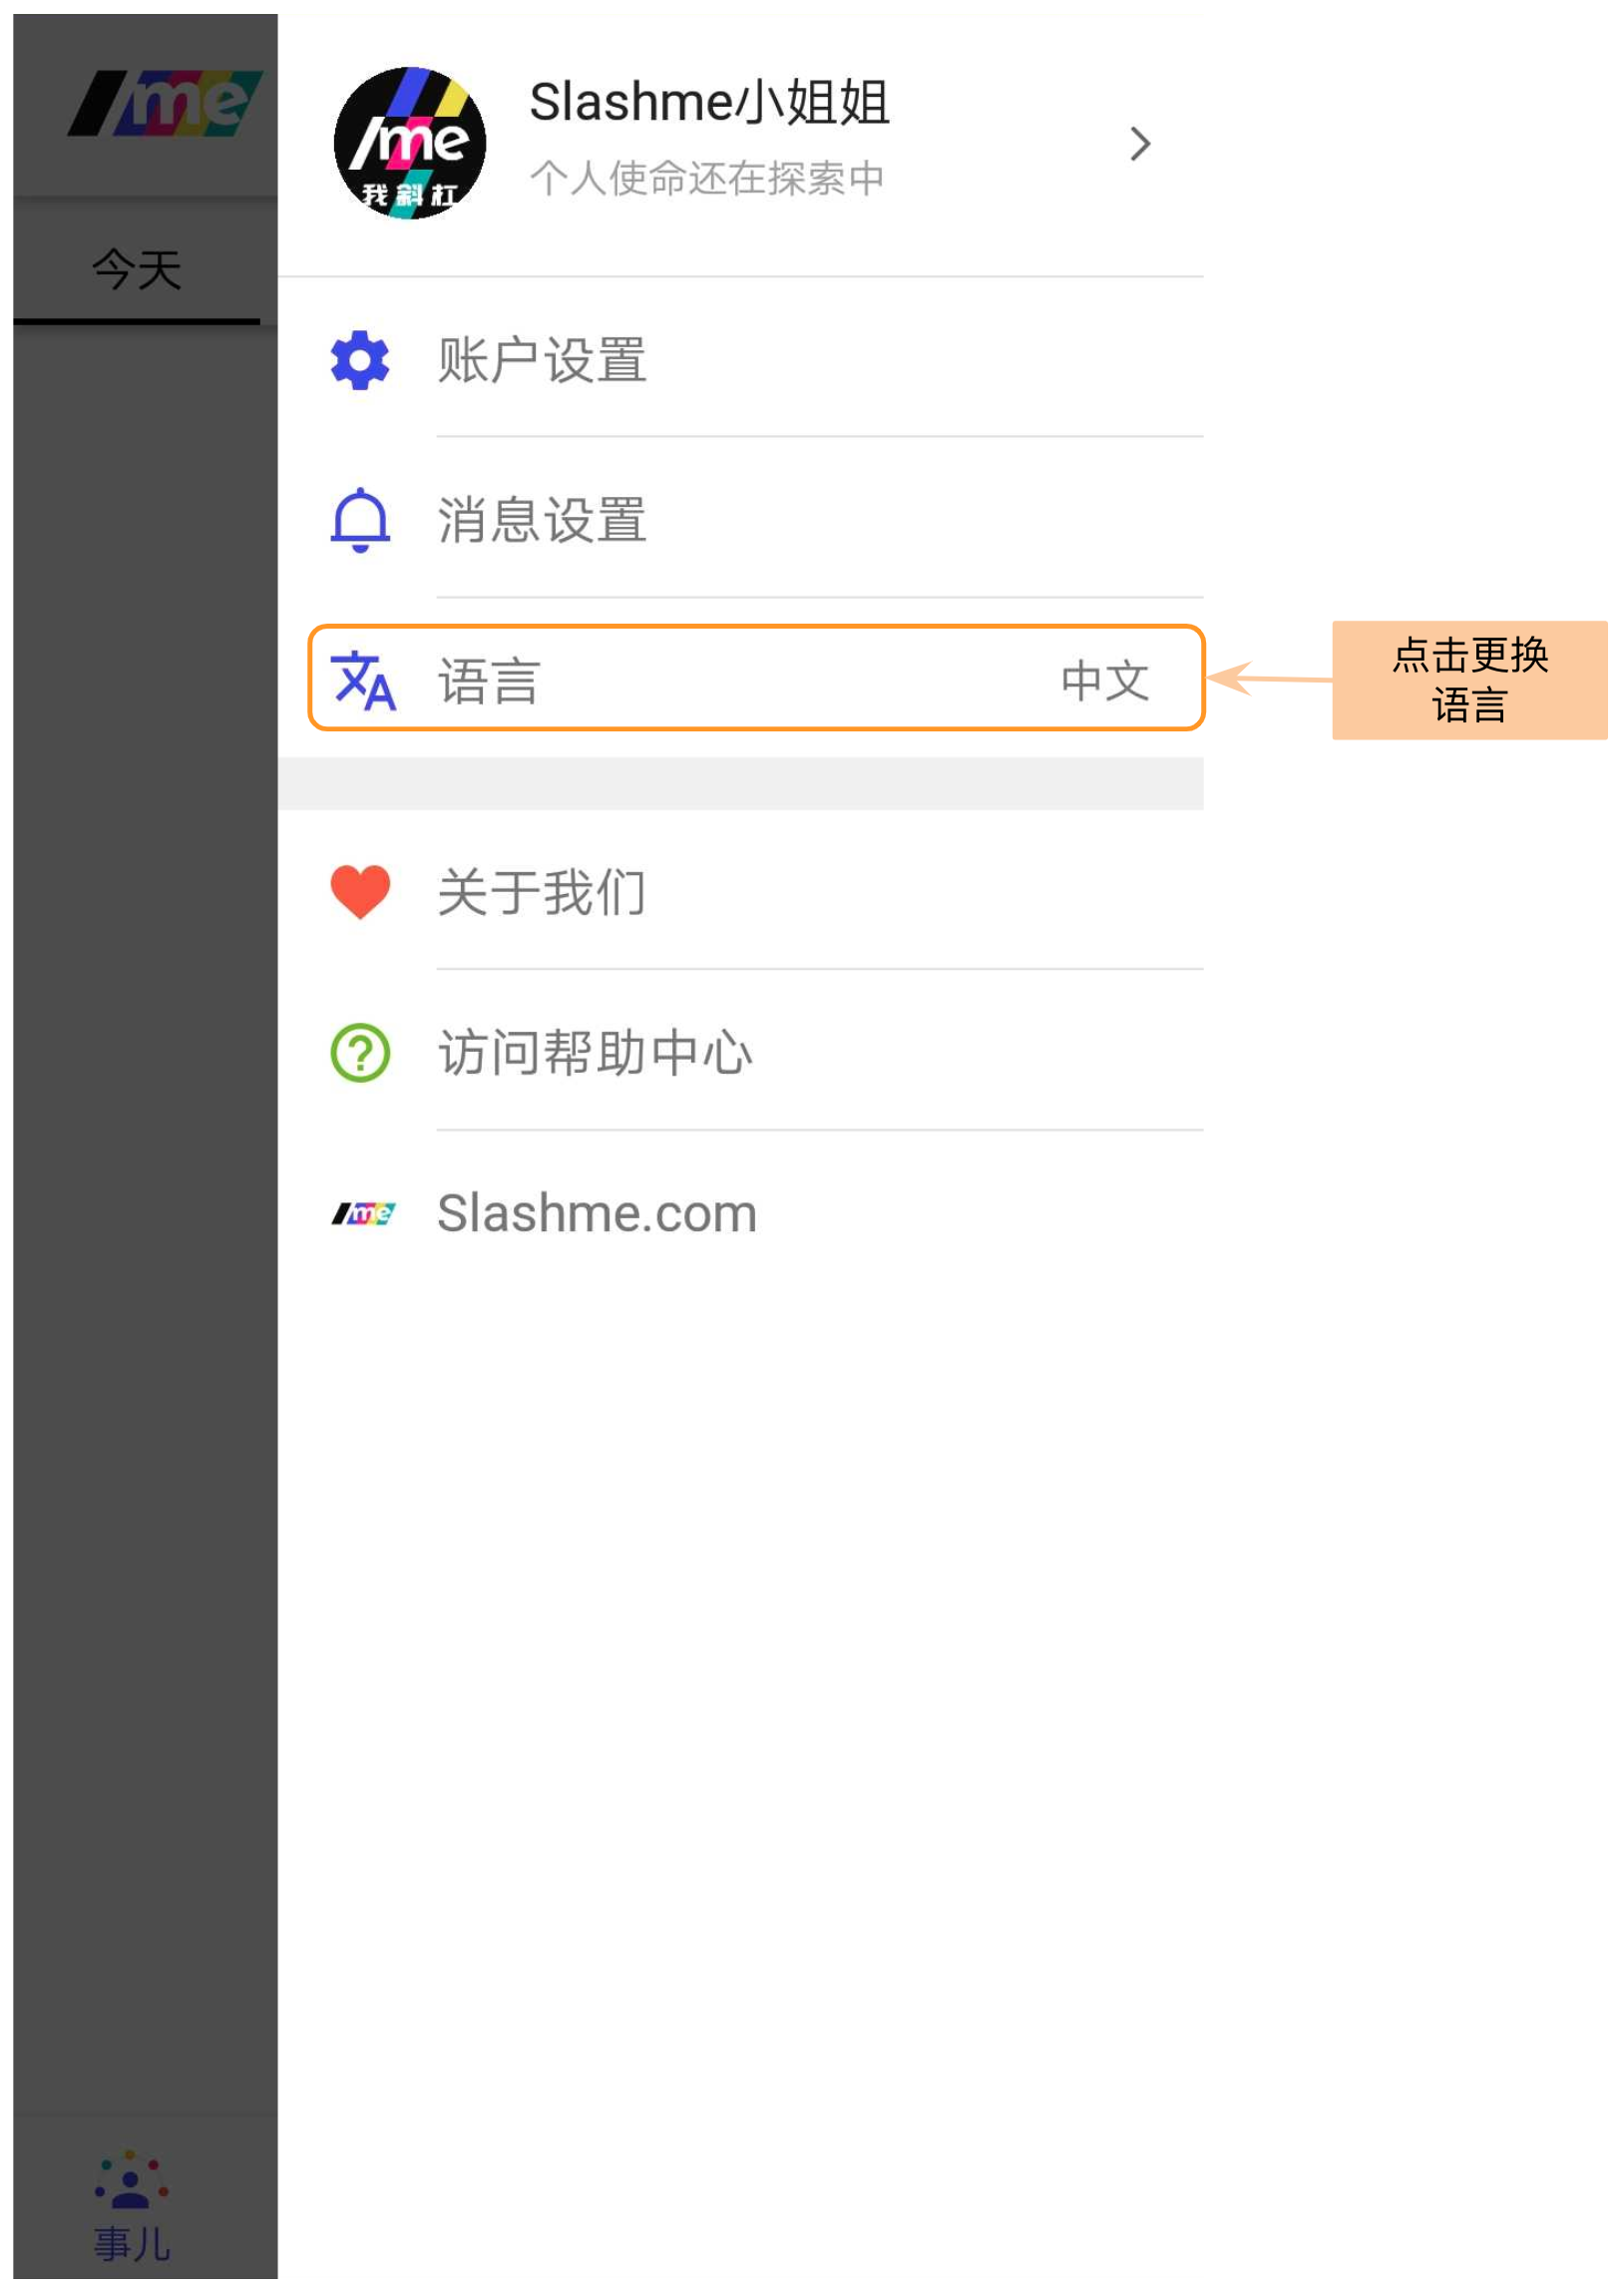 /me
Slashme小姐姐
个人使命还在探索中
/me
我斜杠
今天
账户设置
消息设置
语言
中文
点击更换
语言
关于我们
访问帮助中心
/me
Slashme.com
事儿